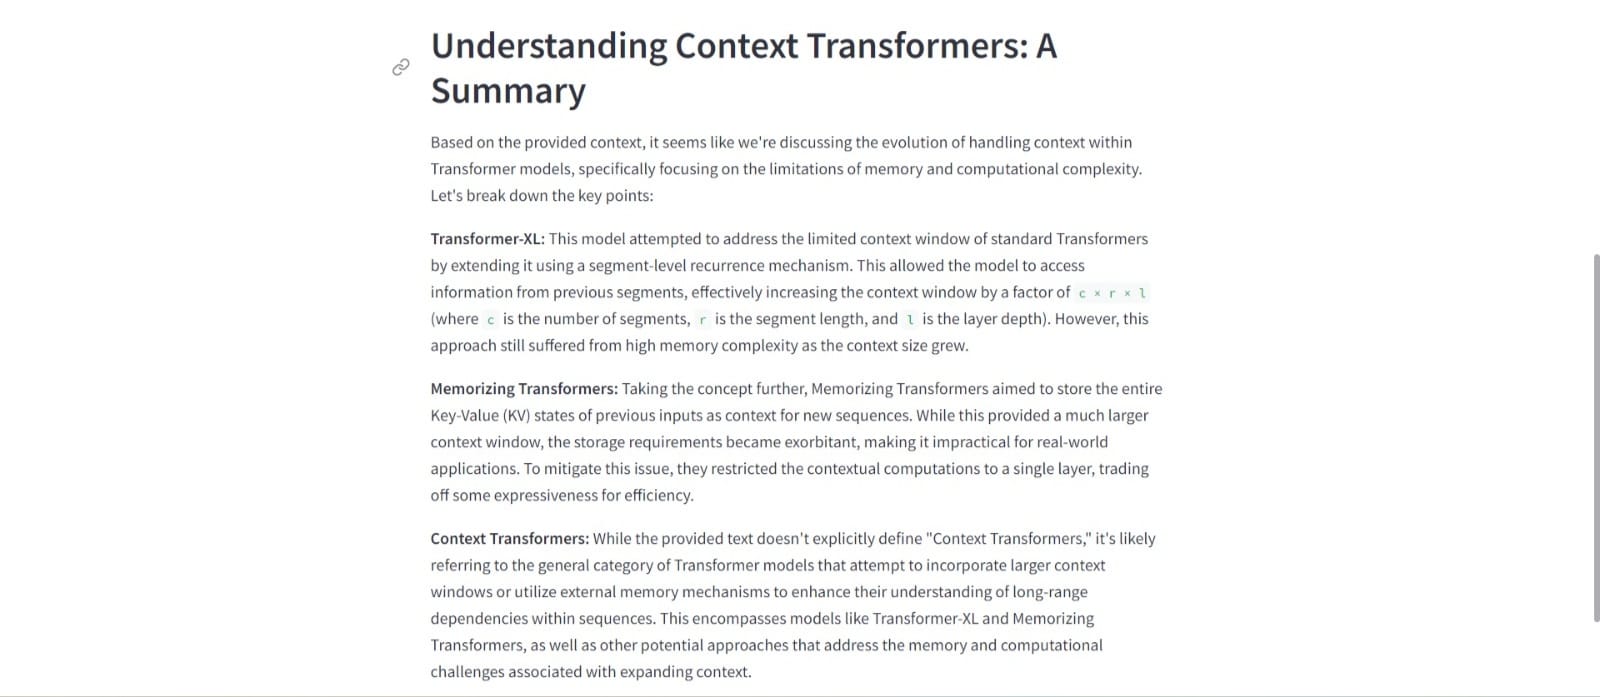 Understanding Context Transformers: A
Summary
Based on the provided context, it seems like we're discussing the evolution of handling context within
Transformer models, specifically focusing on the limitations of memory and computational complexity.
Let's break down the key points:
Transformer-XL: This model attempted to address the limited context window of standard Transformers
by extending it using a segment-level recurrence mechanism. This allowed the model to access
information from previous segments, effectively increasing the context window by a factor of c × r × l
(where c is the number of segments, r is the segment length, and l is the layer depth). However, this
approach still suffered from high memory complexity as the context size grew.
Memorizing Transformers: Taking the concept further, Memorizing Transformers aimed to store the entire
Key-Value (KV) states of previous inputs as context for new sequences. While this provided a much larger
context window, the storage requirements became exorbitant, making it impractical for real-world
applications. To mitigate this issue, they restricted the contextual computations to a single layer, trading
off some expressiveness for efficiency.
Context Transformers: While the provided text doesn't explicitly define "Context Transformers," it's likely
referring to the general category of Transformer models that attempt to incorporate larger context
windows or utilize external memory mechanisms to enhance their understanding of long-range
dependencies within sequences. This encompasses models like Transformer-XL and Memorizing
Transformers, as well as other potential approaches that address the memory and computational
challenges associated with expanding context.